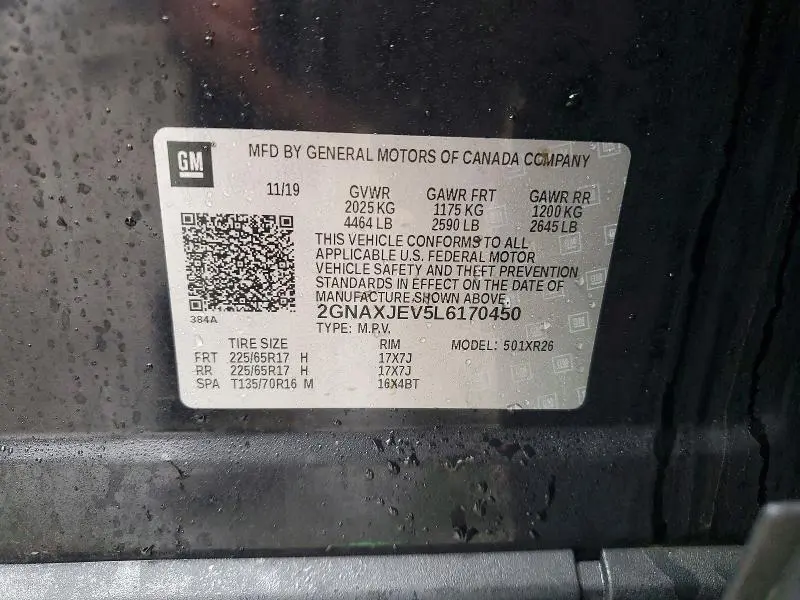 GM
MFD BY GENERAL MOTORS OF CANADA COMPANY
11/19 GVWR GAWR FRT GAWR RR
2025 KG 1175 KG 1200 KG
4464 LB 2590 LB 2645 LB
THIS VEHICLE CONFORMS TO ALL
APPLICABLE U.S. FEDERAL MOTOR
VEHICLE SAFETY AND THEFT PREVENTION
STANDARDS IN EFFECT ON THE DATE OF
MANUFACTURE SHOWN ABOVE.
384A
2GNAXJEV5L6170450
TYPE: M.P.V.
TIRE SIZE RIM MODEL: 501XR26
FRT 225/65R17 H 17X7J
RR 225/65R17 H 17X7J
SPA T135/70R16 M 16X4BT